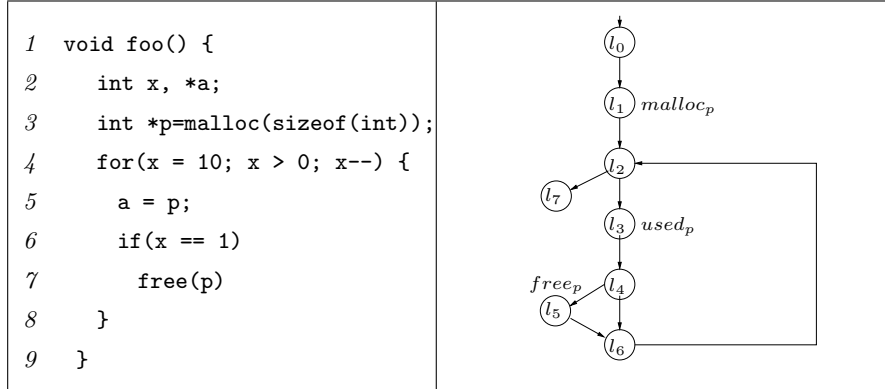 1 void foo() {
2 int x, *a;
3 int *p=malloc(sizeof(int));
4 for(x = 10; x > 0; x--) {
5 a = p;
6 if(x == 1)
7 free(p)
8 }
9 }
l0
l1 mallocp
l2
l7
l3 usedp
freep
l4
l5
l6